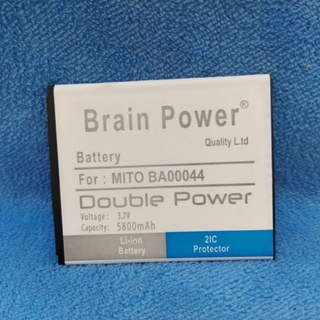 Brain Power®
Quality L.td
Battery
For : MITO BA00044
Double Power
Voltage : 3.7V
Capacity: 5800mAh
Li-ion
Battery
2IC
Protector